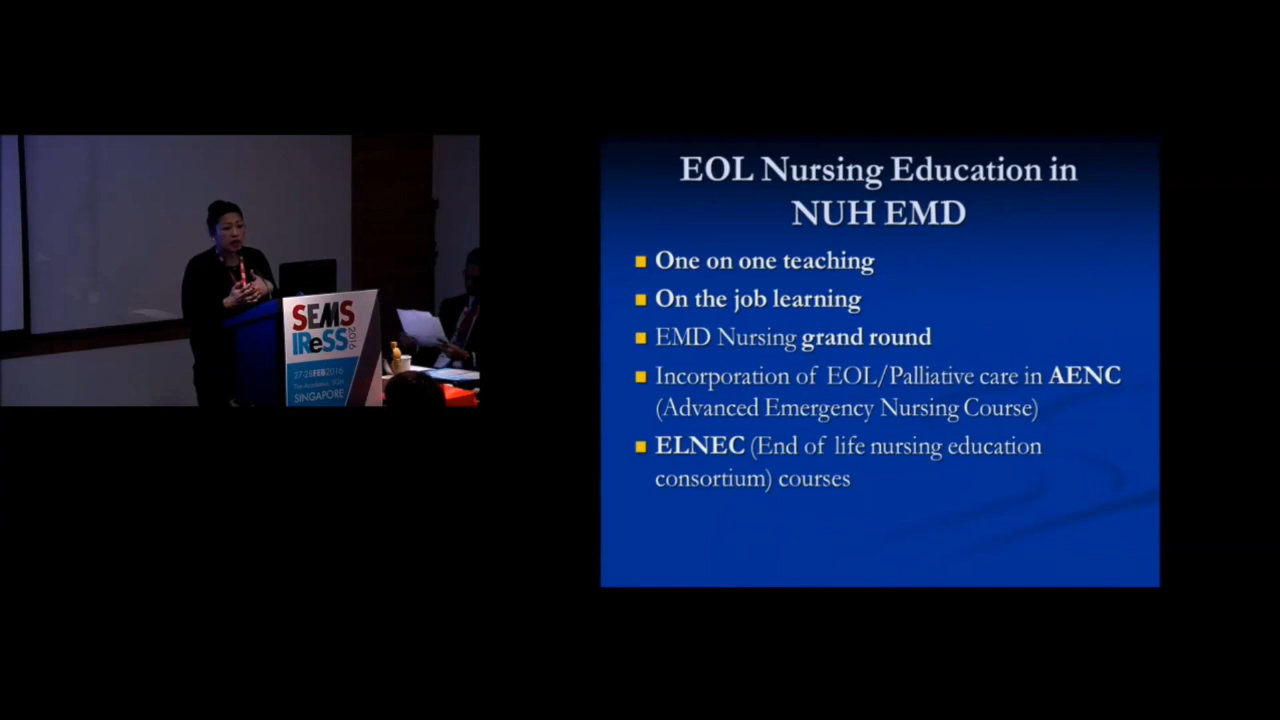 SEMS
IReSS
2016
27-28FEB2016
The Academia, SGH
SINGAPORE
EOL Nursing Education in
NUH EMD
One on one teaching
On the job learning
EMD Nursing grand round
Incorporation of EOL/Palliative care in AENC
(Advanced Emergency Nursing Course)
ELNEC (End of life nursing education
consortium) courses